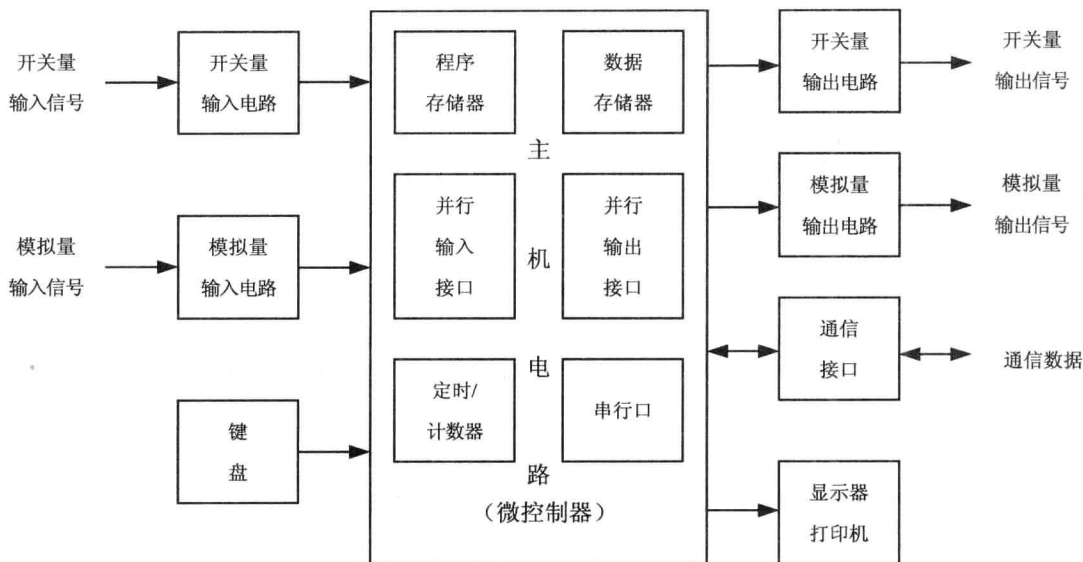 开关量
输入信号
开关量
输入电路
模拟量
输入信号
模拟量
输入电路
键
盘
程序
存储器
数据
存储器
主
并行
输入
接口
机
并行
输出
接口
电
定时/
计数器
串行口
路
（微控制器）
开关量
输出电路
开关量
输出信号
模拟量
输出电路
模拟量
输出信号
通信
接口
通信数据
显示器
打印机